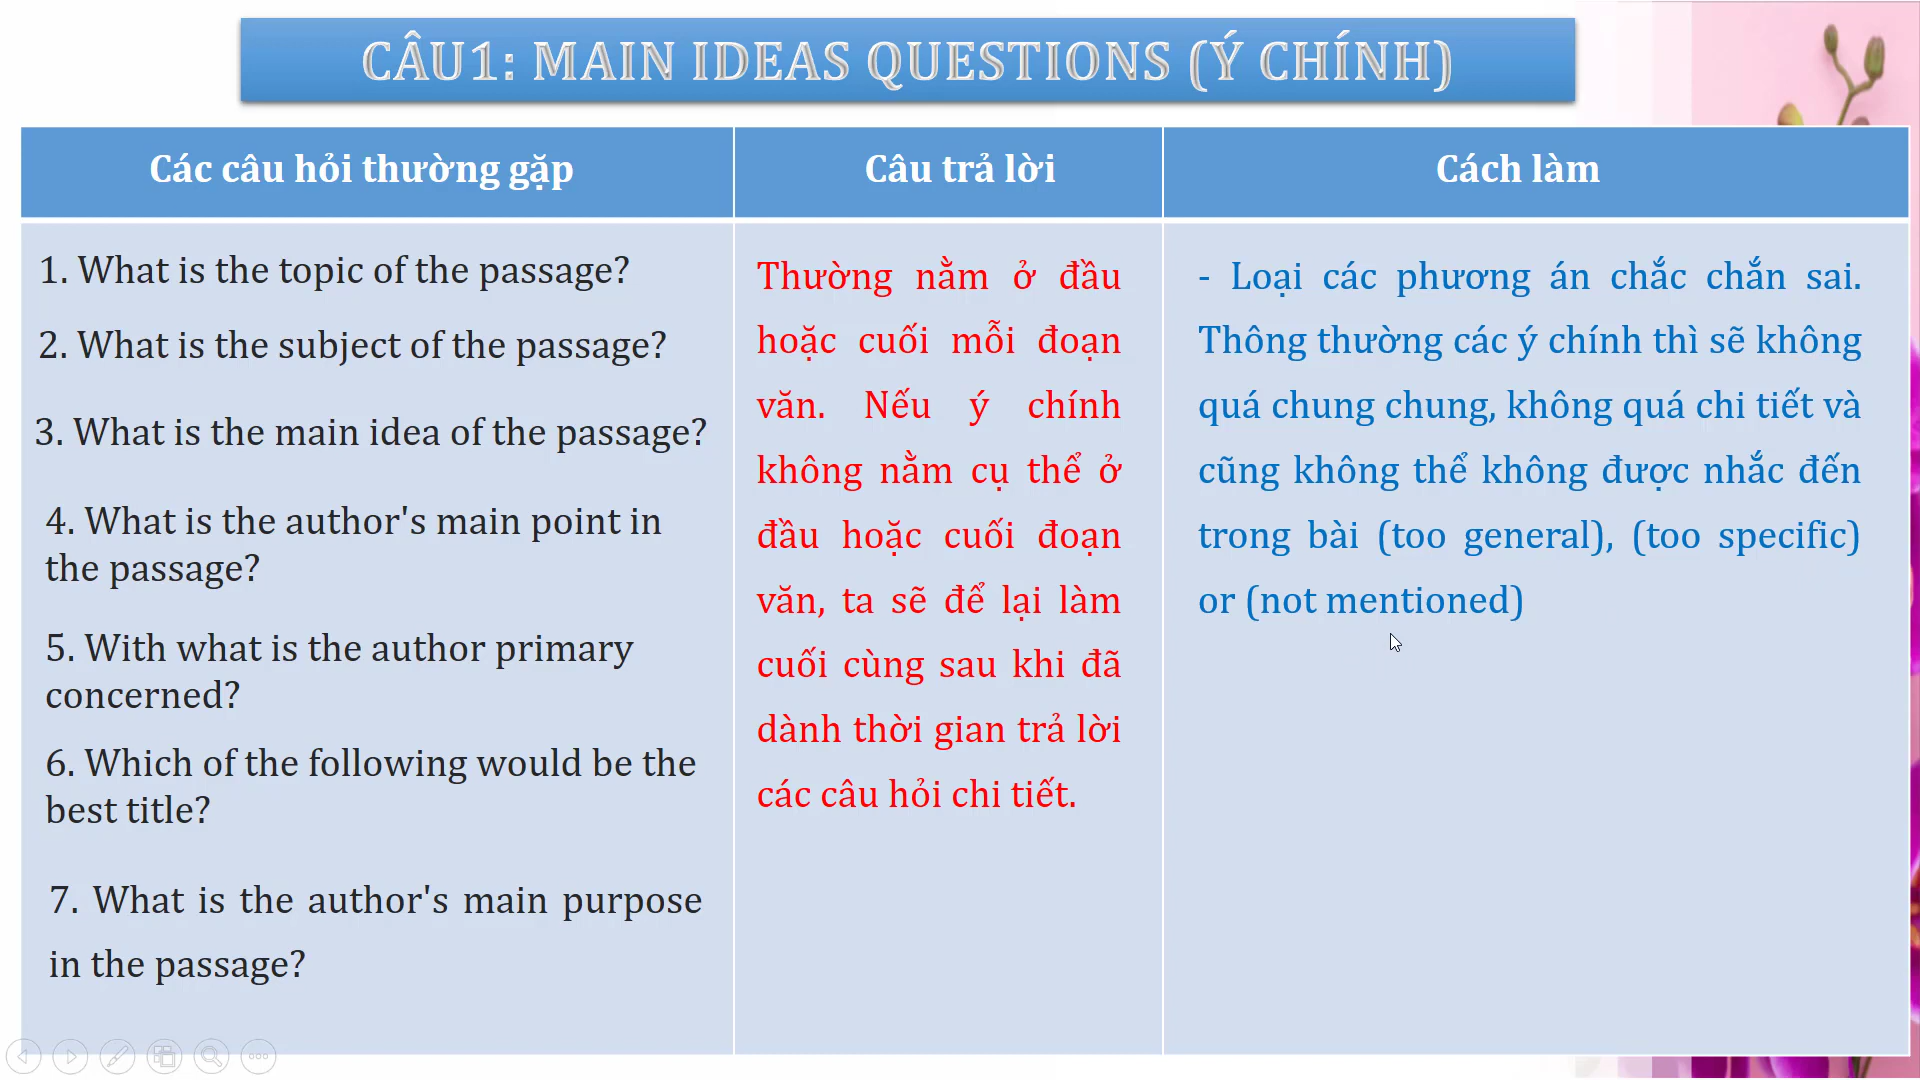 CÂU1: MAIN IDEAS QUESTIONS (Ý CHÍNH)
Các câu hỏi thường gặp
Câu trả lời
Cách làm
1. What is the topic of the passage?
2. What is the subject of the passage?
3. What is the main idea of the passage?
4. What is the author's main point in
the passage?
5. With what is the author primary
concerned?
6. Which of the following would be the
best title?
7. What is the author's main purpose
in the passage?
Thường nằm ở đầu
hoặc cuối mỗi đoạn
văn. Nếu ý chính
không nằm cụ thể ở
đầu hoặc cuối đoạn
văn, ta sẽ để lại làm
cuối cùng sau khi đã
dành thời gian trả lời
các câu hỏi chi tiết.
- Loại các phương án chắc chắn sai.
Thông thường các ý chính thì sẽ không
quá chung chung, không quá chi tiết và
cũng không thể không được nhắc đến
trong bài (too general), (too specific)
or (not mentioned)